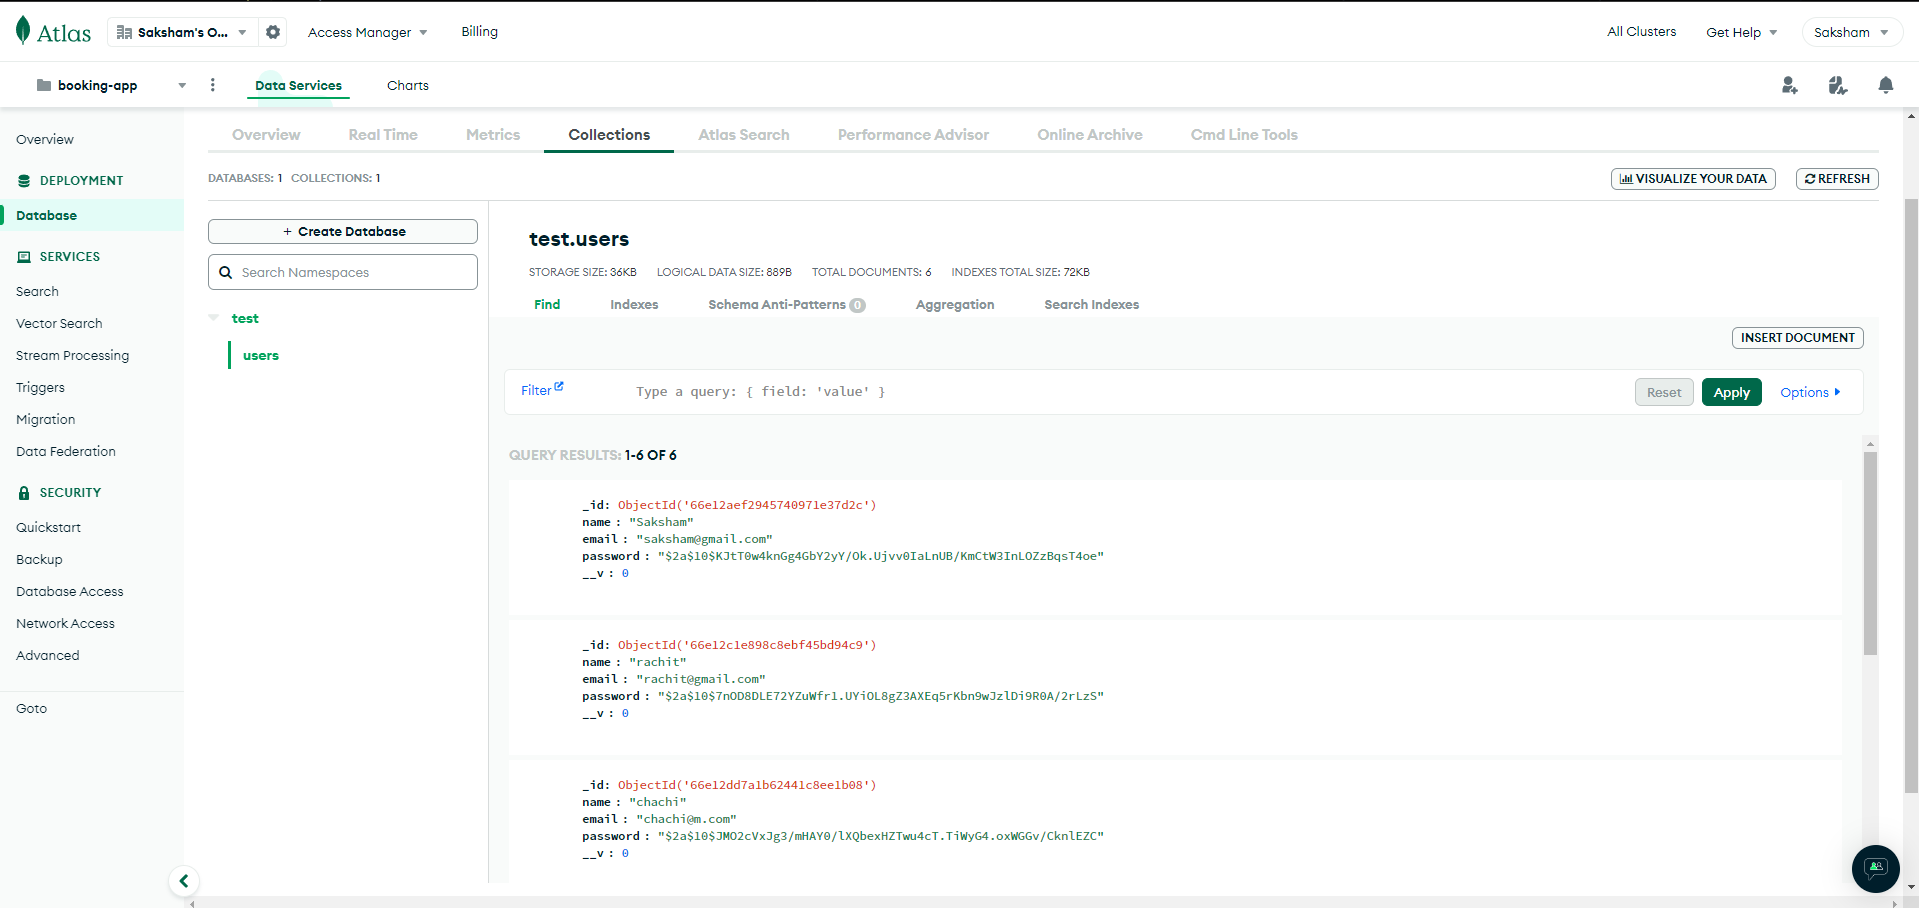 Atlas
Saksham's O...
Access Manager
Billing
All Clusters
Get Help
Saksham
booking-app
Data Services
Charts
Overview
DEPLOYMENT
Database
SERVICES
Search
Vector Search
Stream Processing
Triggers
Migration
Data Federation
SECURITY
Quickstart
Backup
Database Access
Network Access
Advanced
Goto
Overview
Real Time
Metrics
Collections
Atlas Search
Performance Advisor
Online Archive
Cmd Line Tools
DATABASES: 1 COLLECTIONS: 1
VISUALIZE YOUR DATA
REFRESH
+ Create Database
Search Namespaces
test
users
test.users
STORAGE SIZE: 36KB LOGICAL DATA SIZE: 889B TOTAL DOCUMENTS: 6 INDEXES TOTAL SIZE: 72KB
Find
Indexes
Schema Anti-Patterns 0
Aggregation
Search Indexes
INSERT DOCUMENT
Filter
Type a query: { field: 'value' }
Reset
Apply
Options
QUERY RESULTS: 1-6 OF 6
_id: ObjectId('66e12aef2945740971e37d2c')
name : "Saksham"
email : "saksham@gmail.com"
password : "$2a$10$KJtT0w4knGg4GbY2yY/Ok.Ujvv0IaLnUB/KmCtW3InLOZzBqsT4oe"
__v : 0
_id: ObjectId('66e12c1e898c8ebf45bd94c9')
name : "rachit"
email : "rachit@gmail.com"
password : "$2a$10$7nOD8DLE72YZuWfr1.UYiOL8gZ3AXEq5rKbn9wJzlDi9R0A/2rLzS"
__v : 0
_id: ObjectId('66e12dd7a1b62441c8ee1b08')
name : "chachi"
email : "chachi@m.com"
password : "$2a$10$JMO2cVxJg3/mHAY0/lXQbexHZTwu4cT.TiWyG4.oxWGGv/CknlEZC"
__v : 0